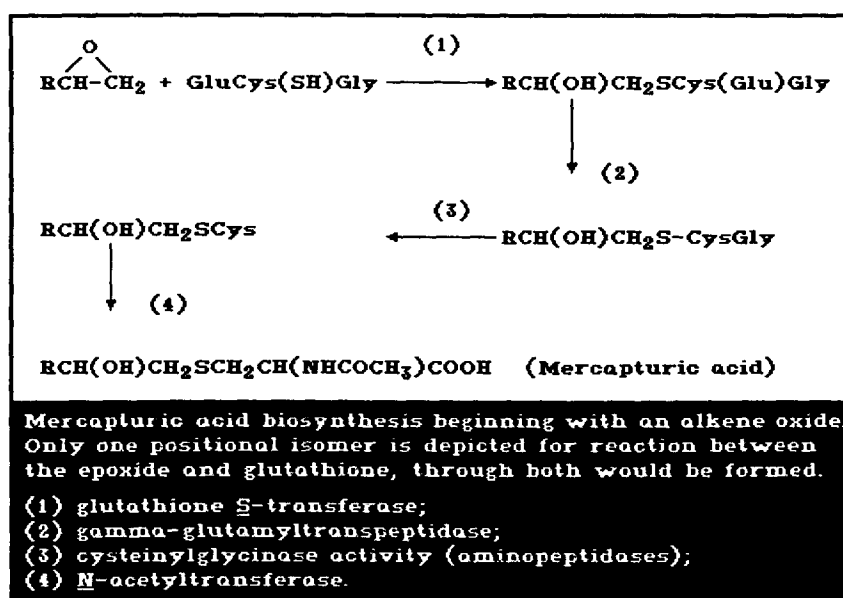 O
RCH-CH₂ + GluCys(SH)Gly
(1)
RCH(OH)CH₂SCys(Glu)Gly
(2)
RCH(OH)CH₂SCys
(3)
RCH(OH)CH₂S-CysGly
(4)
RCH(OH)CH₂SCH₂CH(NHCOCH₃)COOH (Mercapturic acid)
Mercapturic acid biosynthesis beginning with an alkene oxide.
Only one positional isomer is depicted for reaction between
the epoxide and glutathione, through both would be formed.
(1) glutathione S-transferase;
(2) gamma-glutamyltranspeptidase;
(3) cysteinylglycinase activity (aminopeptidases);
(4) N-acetyltransferase.